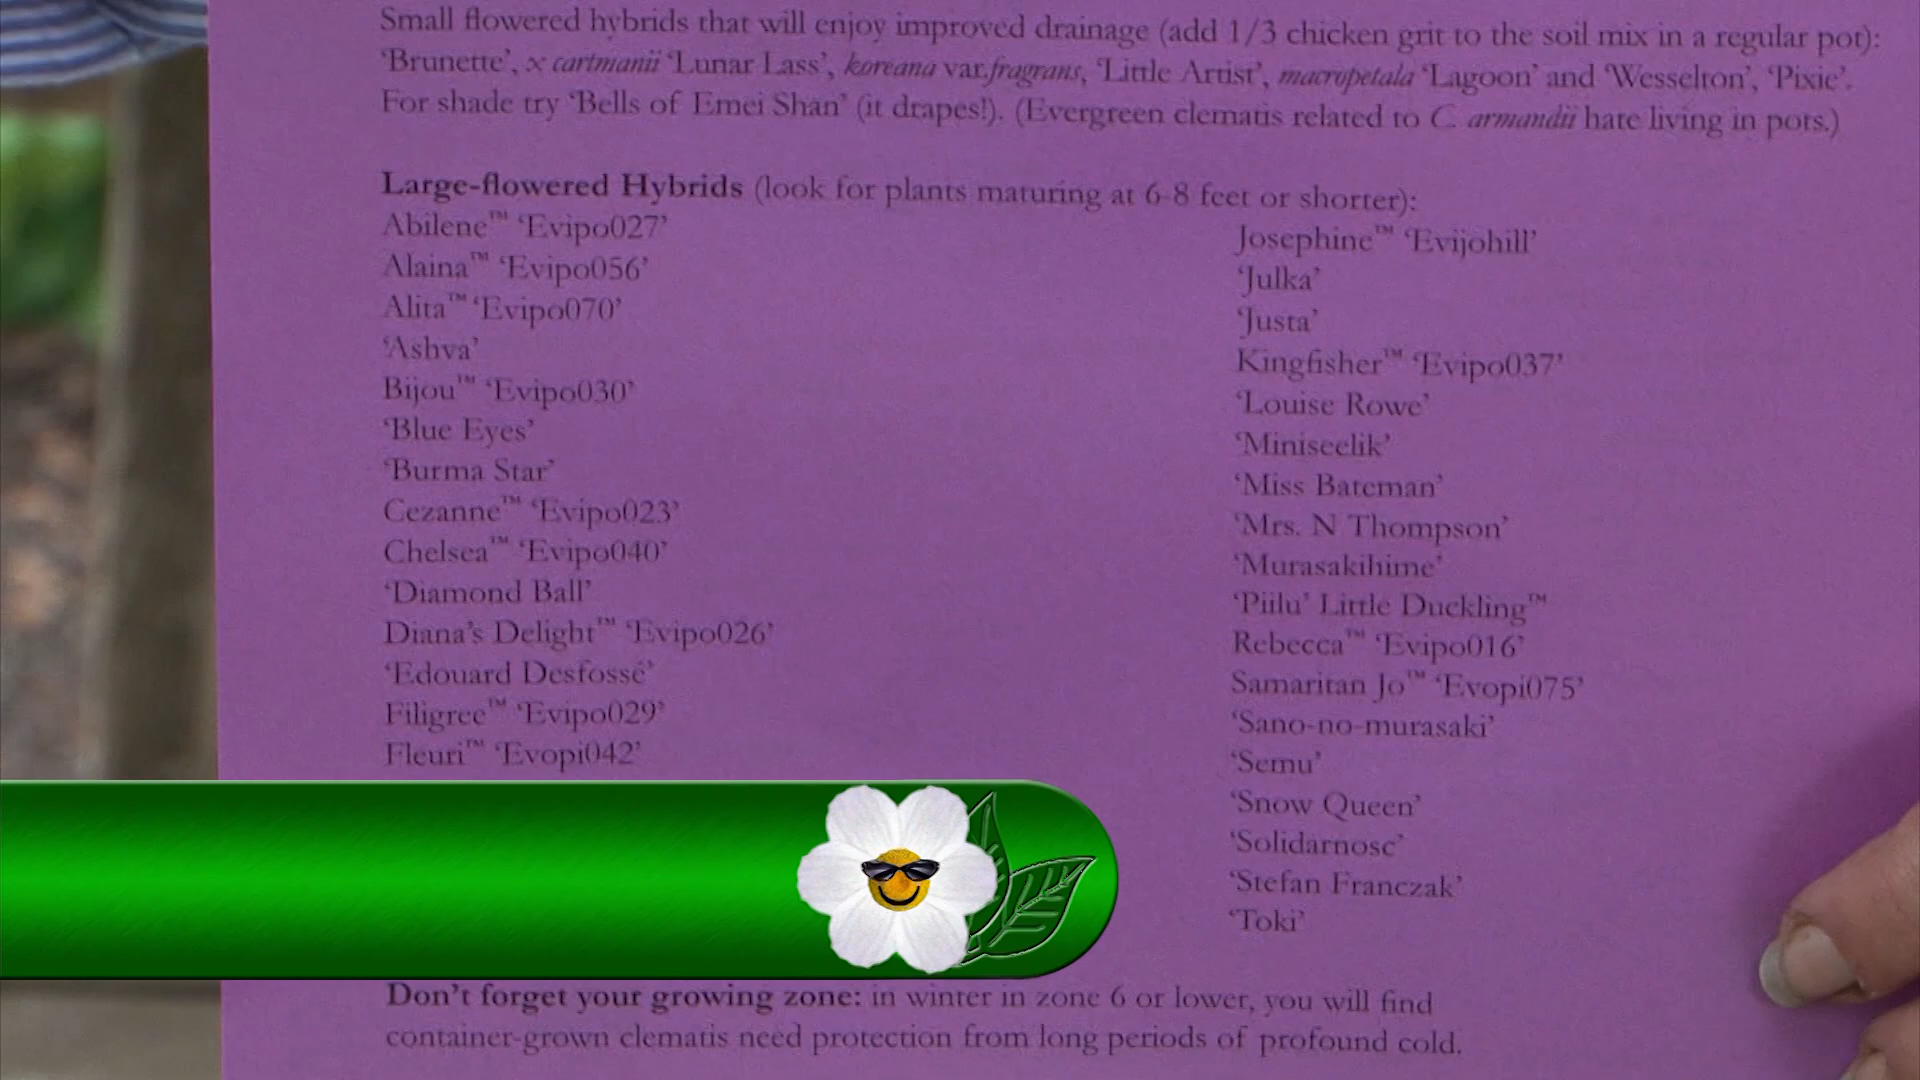 Small flowered hybrids that will enjoy improved drainage (add 1/3 chicken grit to the soil mix in a regular pot):
‘Brunette’, x cartmanii ‘Lunar Lass’, koreana var.fragrans, ‘Little Artist’, macropetala ‘Lagoon’ and ‘Wesselton’, ‘Pixie’.
For shade try ‘Bells of Emei Shan’ (it drapes!). (Evergreen clematis related to C. armandii hate living in pots.)
Large-flowered Hybrids (look for plants maturing at 6-8 feet or shorter):
Abilene™ ‘Evipo027’
Alaina™ ‘Evipo056’
Alita™ ‘Evipo070’
‘Ashva’
Bijou™ ‘Evipo030’
‘Blue Eyes’
‘Burma Star’
Cezanne™ ‘Evipo023’
Chelsea™ ‘Evipo040’
‘Diamond Ball’
Diana’s Delight™ ‘Evipo026’
‘Edouard Desfossé’
Filigree™ ‘Evipo029’
Fleuri™ ‘Evopi042’
Josephine™ ‘Evijohill’
‘Julka’
‘Justa’
Kingfisher™ ‘Evipo037’
‘Louise Rowe’
‘Miniseelik’
‘Miss Bateman’
‘Mrs. N Thompson’
‘Murasakihime’
‘Piilu’ Little Duckling™
Rebecca™ ‘Evipo016’
Samaritan Jo™ ‘Evopi075’
‘Sano-no-murasaki’
‘Semu’
‘Snow Queen’
‘Solidarnosc’
‘Stefan Franczak’
‘Toki’
Don’t forget your growing zone: in winter in zone 6 or lower, you will find
container-grown clematis need protection from long periods of profound cold.